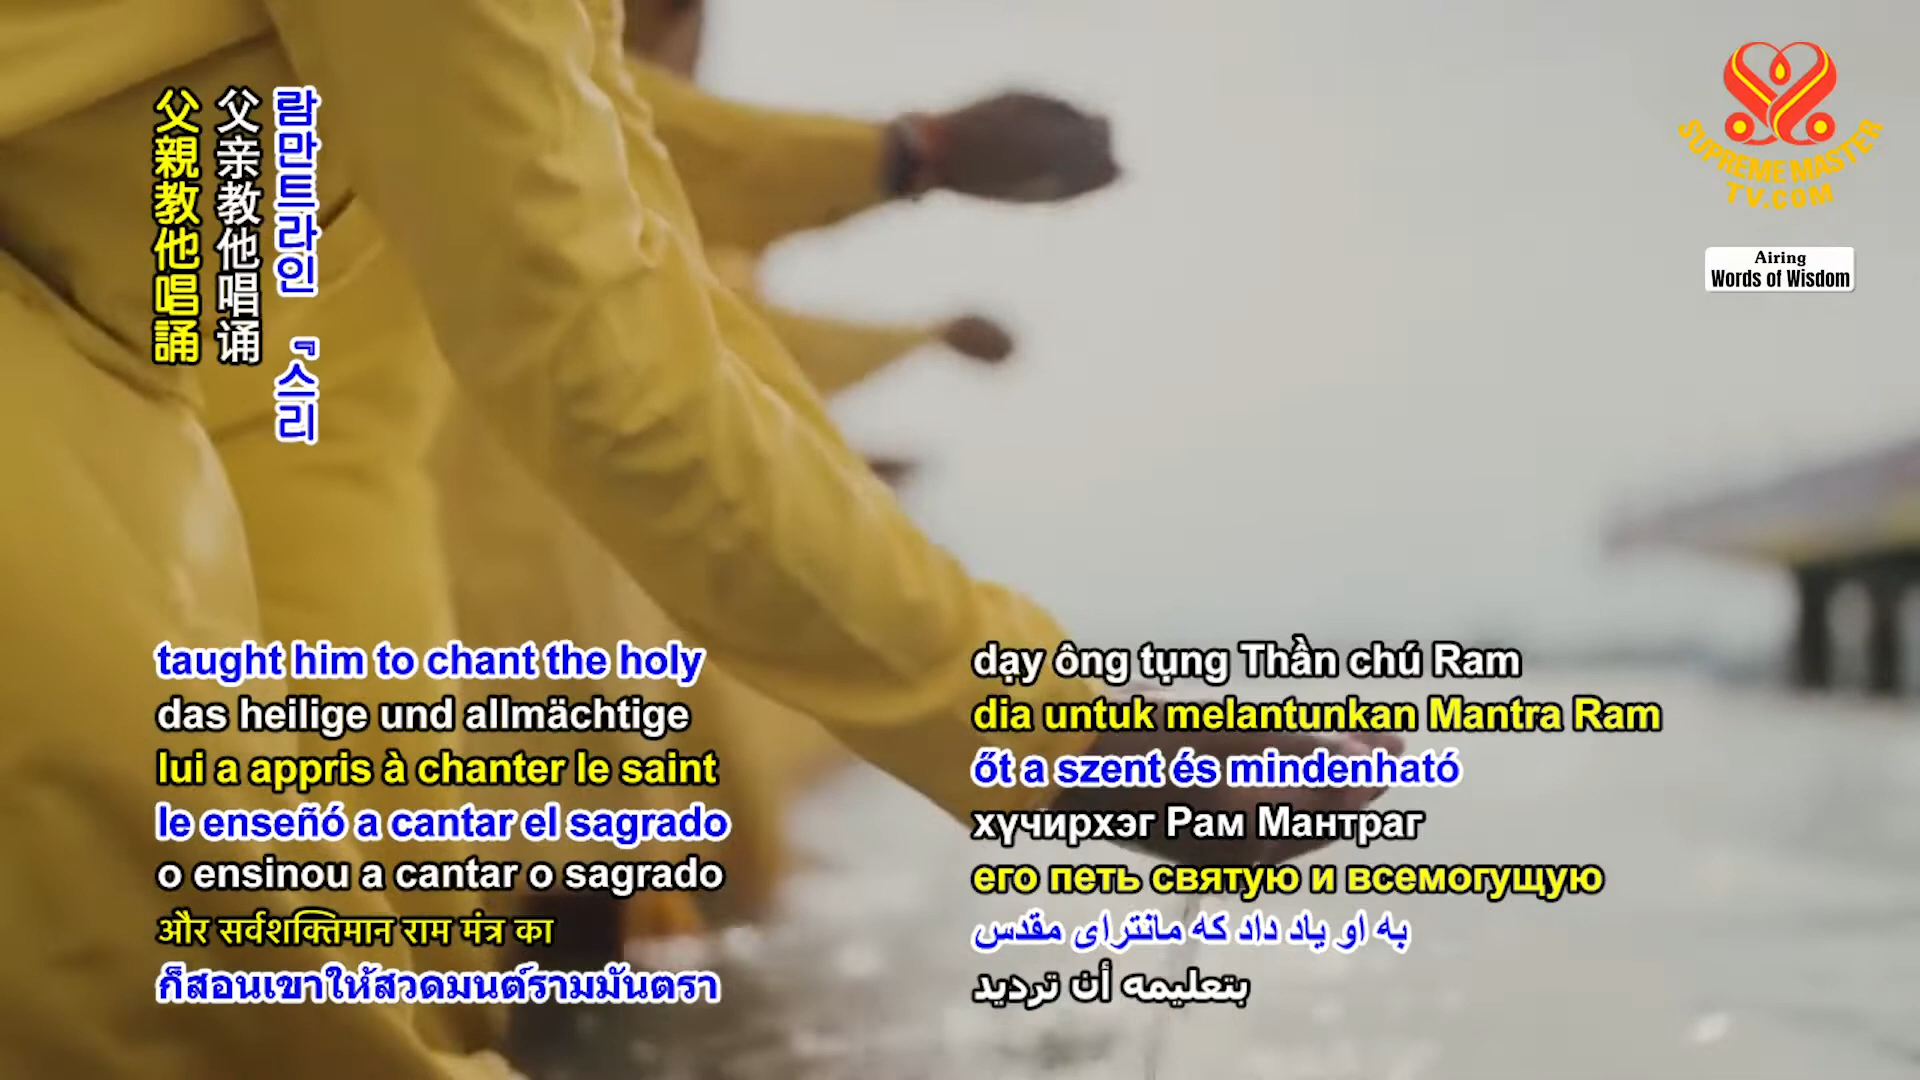 父親教他唱誦
父亲教他唱诵
람만트라인 『스리
SUPREME MASTER
TV.COM
Airing
Words of Wisdom
taught him to chant the holy
das heilige und allmächtige
lui a appris à chanter le saint
le enseñó a cantar el sagrado
o ensinou a cantar o sagrado
और सर्वशक्तिमान राम मंत्र का
ก็สอนเขาให้สวดมนต์รามมันตรา
dạy ông tụng Thần chú Ram
dia untuk melantunkan Mantra Ram
őt a szent és mindenható
хүчирхэг Рам Мантраг
его петь святую и всемогущую
به او یاد داد که مانترای مقدس
بتعليمه أن ترديد